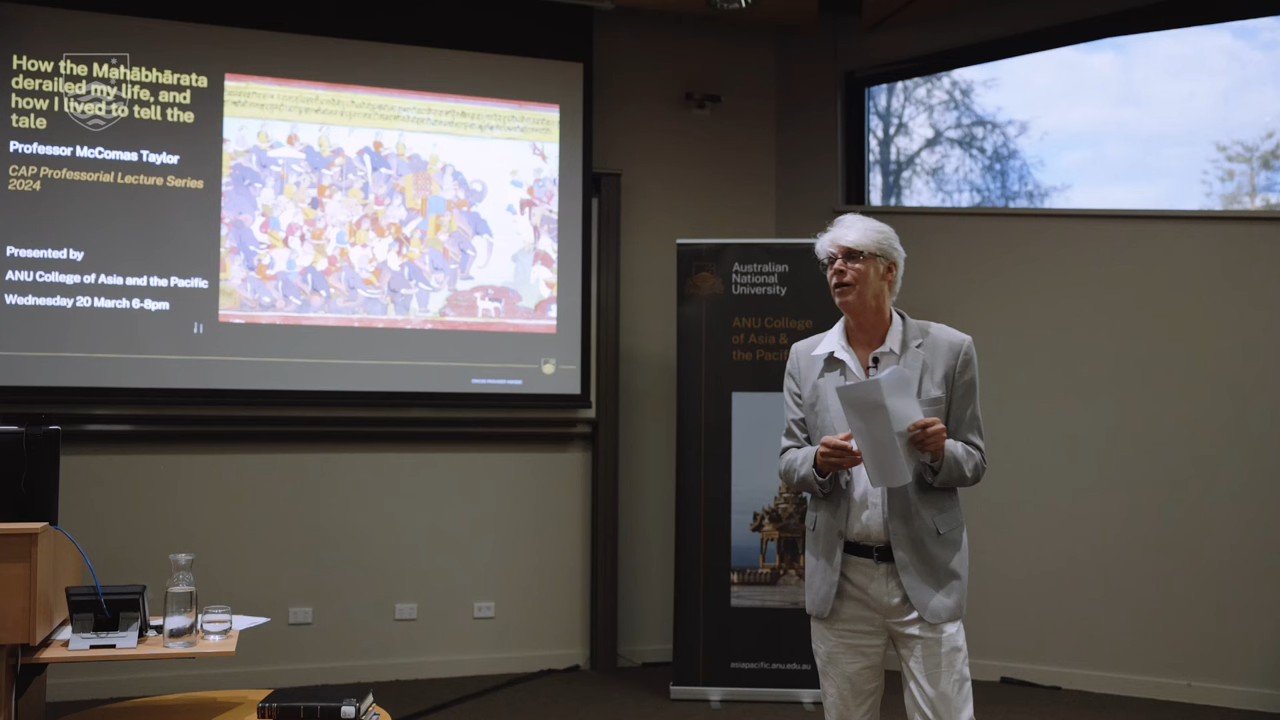 How the Mahābhārata
derailed my life, and
how I lived to tell the
tale
Professor McComas Taylor
CAP Professorial Lecture Series
2024
Presented by
ANU College of Asia and the Pacific
Wednesday 20 March 6-8pm
Australian
National
University
ANU College
of Asia &
the Pacif
asiapacific.anu.edu.au